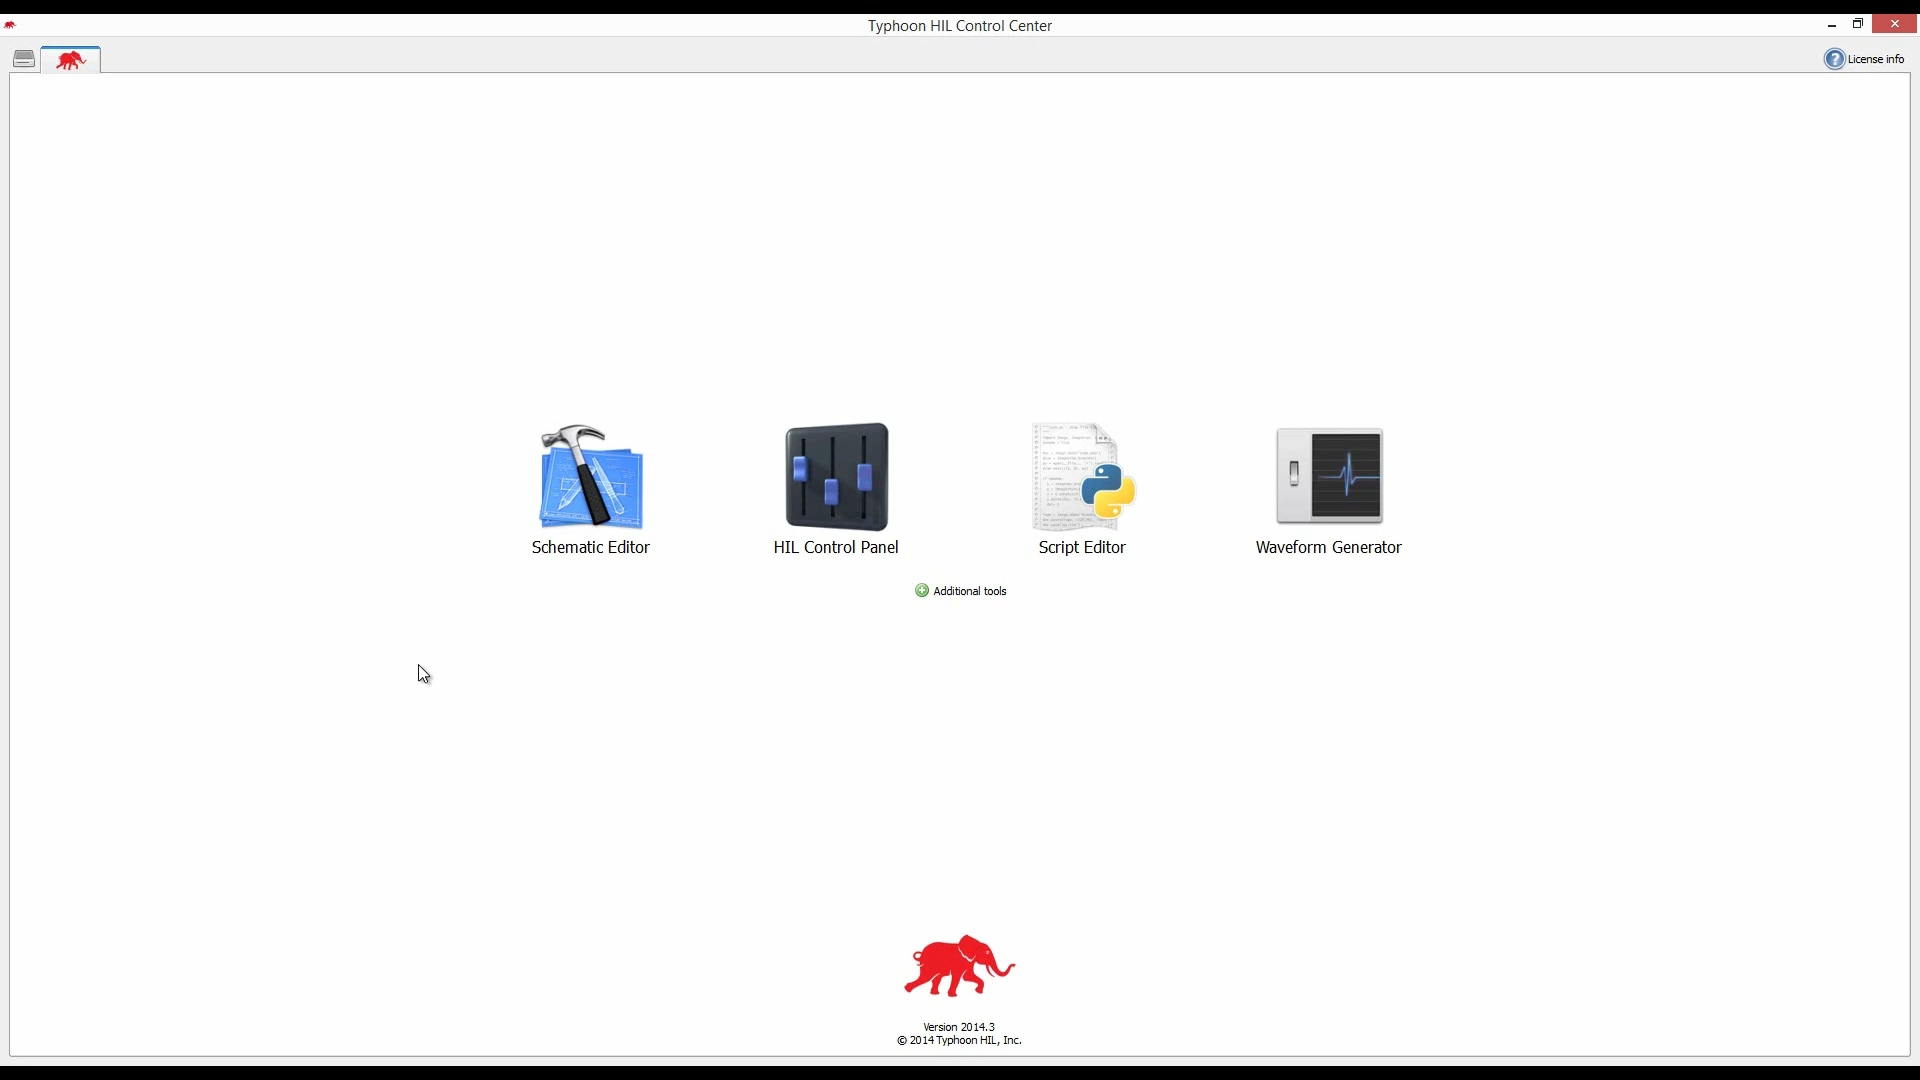 Typhoon HIL Control Center
License info
Schematic Editor
HIL Control Panel
Script Editor
Waveform Generator
Additional tools
Version 2014.3
© 2014 Typhoon HIL, Inc.